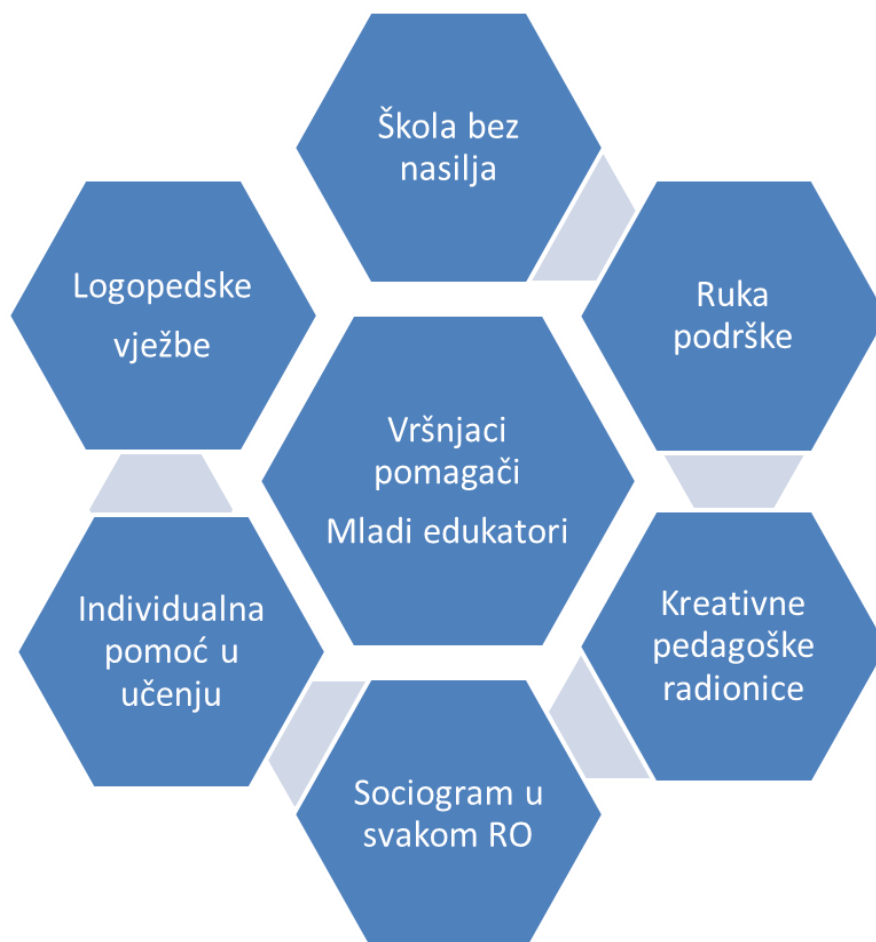 Škola bez
nasilja
Ruka
podrške
Kreativne
pedagoške
radionice
Sociogram u
svakom RO
Individualna
pomoć u
učenju
Logopedske
vježbe
Vršnjaci
pomagači
Mladi edukatori